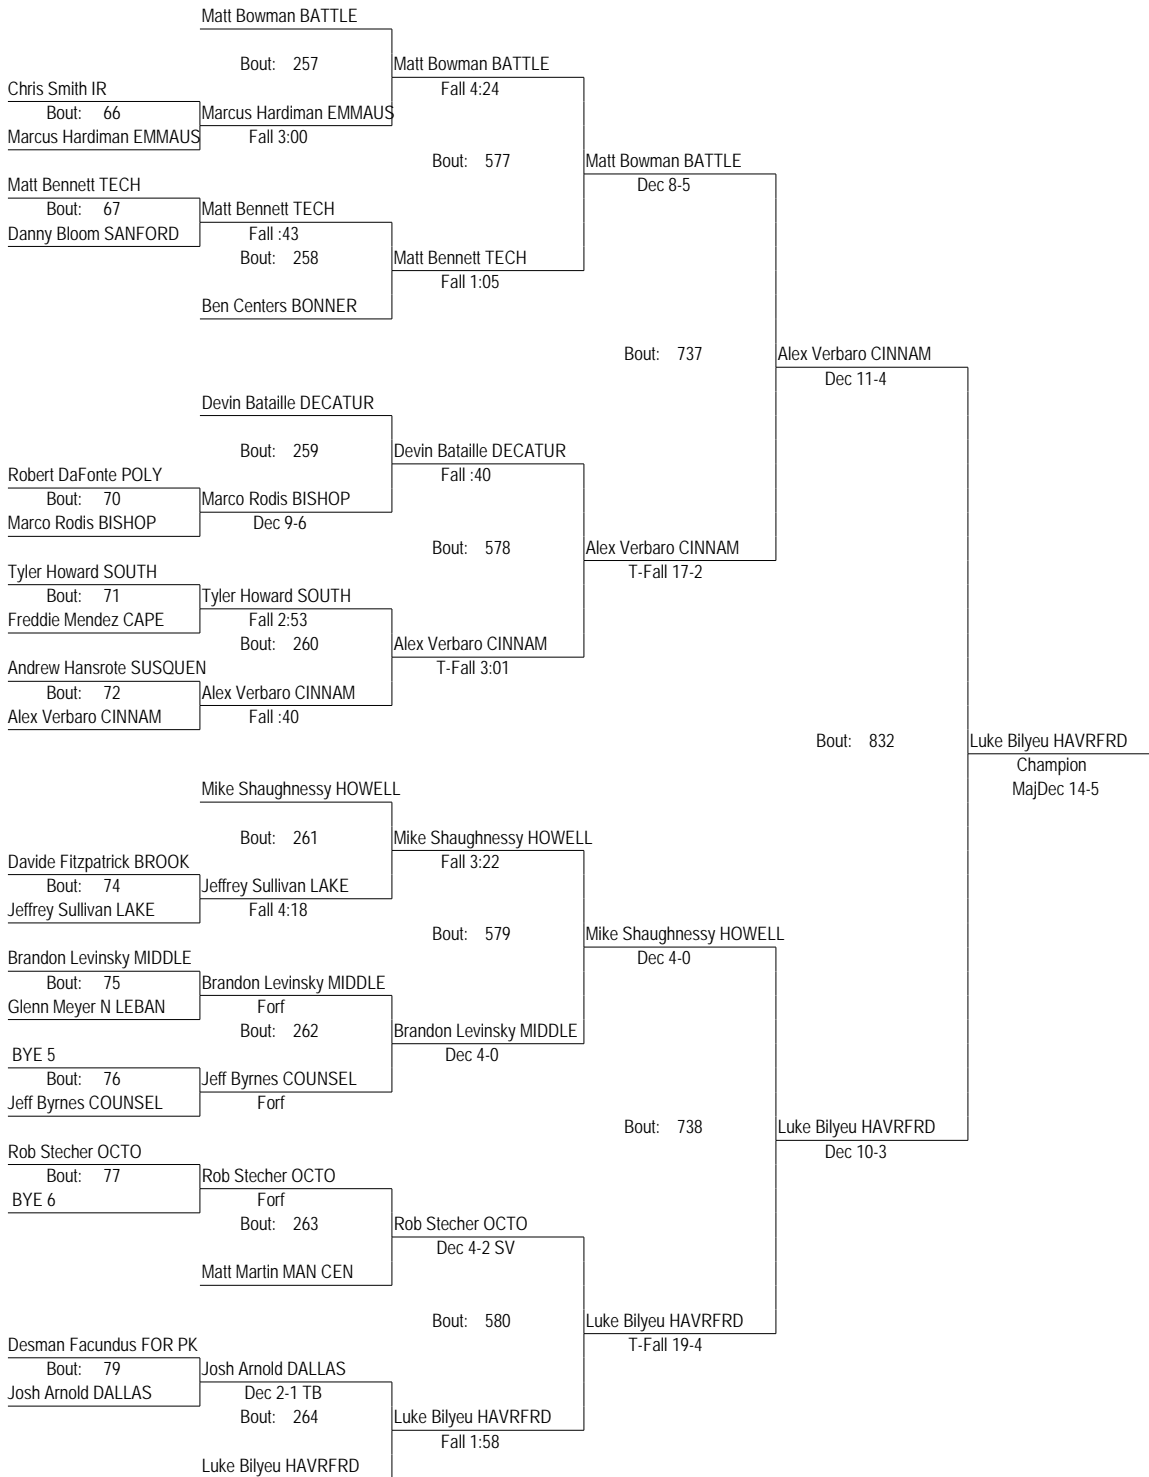 Matt Bowman BATTLE
Bout: 257
Matt Bowman BATTLE
Fall 4:24
Chris Smith IR
Bout: 66
Marcus Hardiman EMMAUS
Marcus Hardiman EMMAUS
Fall 3:00
Bout: 577
Matt Bowman BATTLE
Dec 8-5
Matt Bennett TECH
Bout: 67
Matt Bennett TECH
Danny Bloom SANFORD
Fall :43
Bout: 258
Matt Bennett TECH
Fall 1:05
Ben Centers BONNER
Bout: 737
Alex Verbaro CINNAM
Dec 11-4
Devin Bataille DECATUR
Bout: 259
Devin Bataille DECATUR
Fall :40
Robert DaFonte POLY
Bout: 70
Marco Rodis BISHOP
Marco Rodis BISHOP
Dec 9-6
Bout: 578
Alex Verbaro CINNAM
T-Fall 17-2
Tyler Howard SOUTH
Bout: 71
Tyler Howard SOUTH
Freddie Mendez CAPE
Fall 2:53
Bout: 260
Alex Verbaro CINNAM
T-Fall 3:01
Andrew Hansrote SUSQUEN
Bout: 72
Alex Verbaro CINNAM
Alex Verbaro CINNAM
Fall :40
Bout: 832
Luke Bilyeu HAVRFRD
Champion
MajDec 14-5
Mike Shaughnessy HOWELL
Bout: 261
Mike Shaughnessy HOWELL
Fall 3:22
Davide Fitzpatrick BROOK
Bout: 74
Jeffrey Sullivan LAKE
Jeffrey Sullivan LAKE
Fall 4:18
Bout: 579
Mike Shaughnessy HOWELL
Dec 4-0
Brandon Levinsky MIDDLE
Bout: 75
Brandon Levinsky MIDDLE
Glenn Meyer N LEBAN
Forf
Bout: 262
Brandon Levinsky MIDDLE
Dec 4-0
BYE 5
Bout: 76
Jeff Byrnes COUNSEL
Jeff Byrnes COUNSEL
Forf
Bout: 738
Luke Bilyeu HAVRFRD
Dec 10-3
Rob Stecher OCTO
Bout: 77
Rob Stecher OCTO
BYE 6
Forf
Bout: 263
Rob Stecher OCTO
Dec 4-2 SV
Matt Martin MAN CEN
Bout: 580
Luke Bilyeu HAVRFRD
T-Fall 19-4
Desman Facundus FOR PK
Bout: 79
Josh Arnold DALLAS
Josh Arnold DALLAS
Dec 2-1 TB
Bout: 264
Luke Bilyeu HAVRFRD
Fall 1:58
Luke Bilyeu HAVRFRD